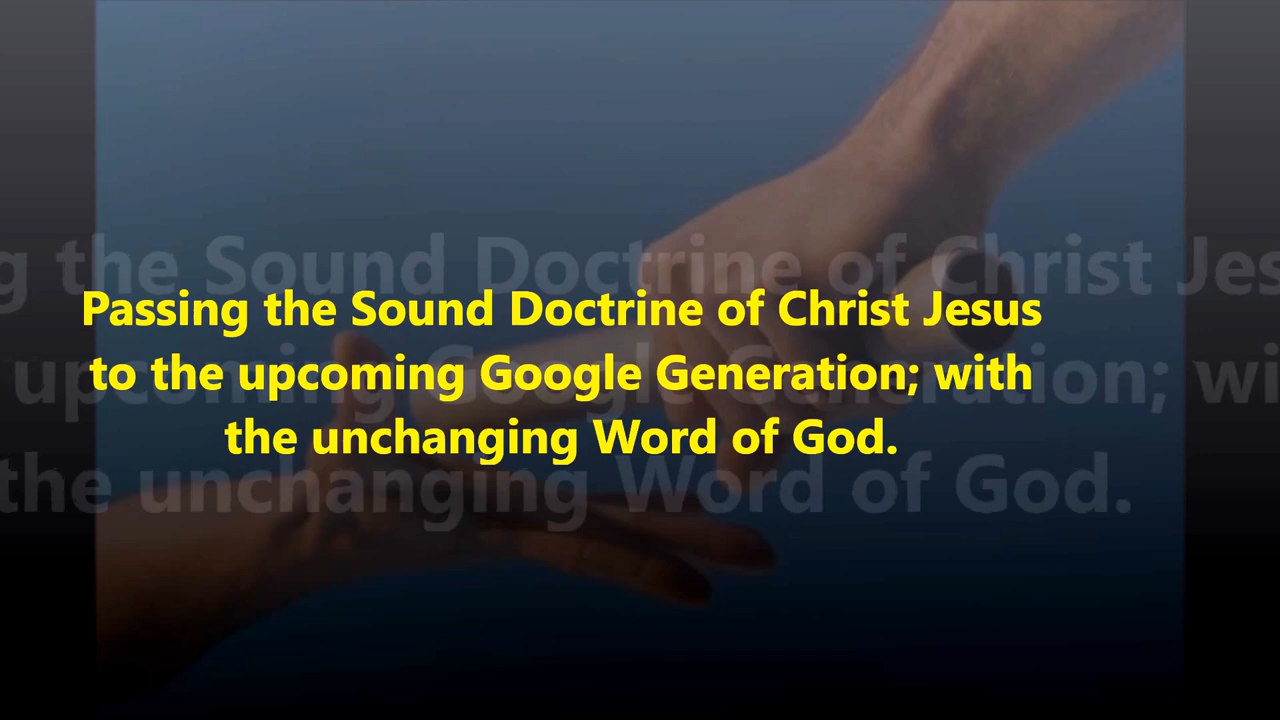 Passing the Sound Doctrine of Christ Jesus
to the upcoming Google Generation; with
the unchanging Word of God.